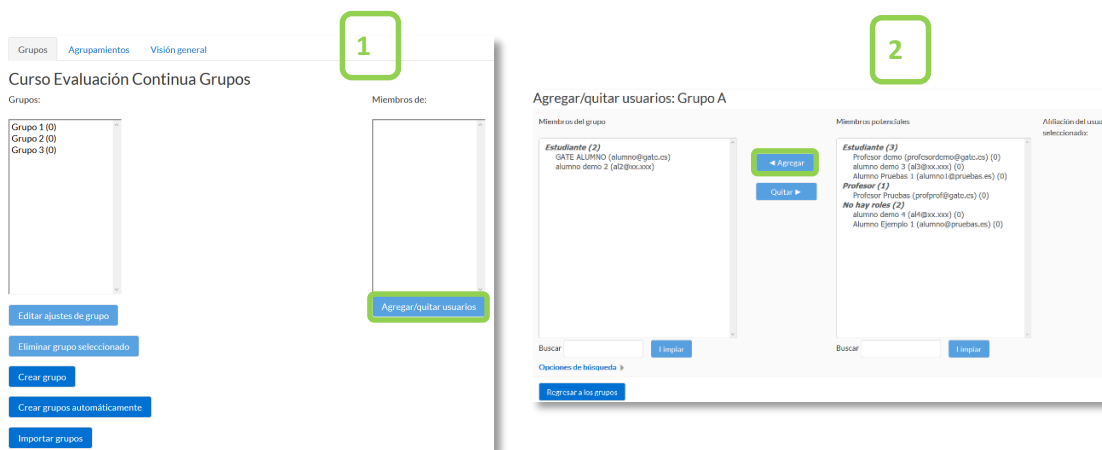 1
Grupos Agrupamientos Visión general
Curso Evaluación Continua Grupos
Grupos:
Miembros de:
Grupo 1 (0)
Grupo 2 (0)
Grupo 3 (0)
Agregar/quitar usuarios
Editar ajustes de grupo
Eliminar grupo seleccionado
Crear grupo
Crear grupos automáticamente
Importar grupos
2
Agregar/quitar usuarios: Grupo A
Miembros del grupo
Estudiante (2)
GATE ALUMNO (alumno@gate.es)
alumno demo 2 (al2@xx.xxx)
◄ Agregar
Quitar ►
Miembros potenciales
Estudiante (3)
Profesor demo (profesordemo@gate.es) (0)
alumno demo 3 (al3@xx.xxx) (0)
Alumno Pruebas 1 (alumno1@pruebas.es) (0)
Profesor (1)
Profesor Pruebas (profprof@gate.es) (0)
No hay roles (2)
alumno demo 4 (al4@xx.xxx) (0)
Alumno Ejemplo 1 (alumno@pruebas.es) (0)
Afiliación del usua
seleccionado:
Buscar Limpiar
Buscar Limpiar
Opciones de búsqueda
Regresar a los grupos